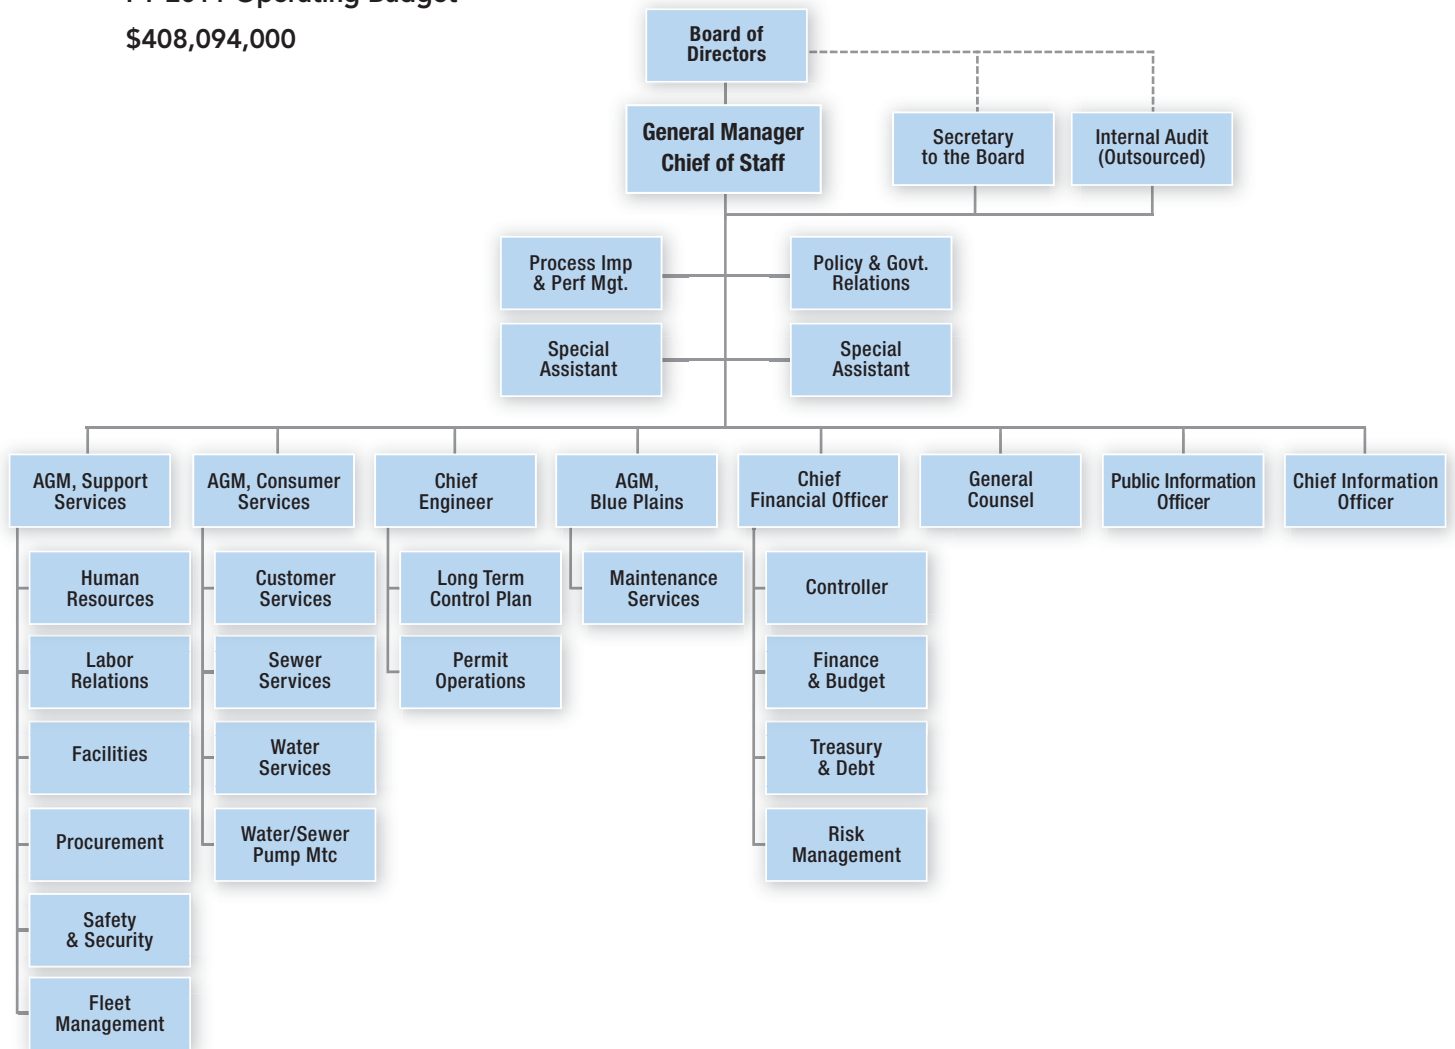 FY 2011 Operating Budget
$408,094,000
Board of
Directors
General Manager
Chief of Staff
Secretary
to the Board
Internal Audit
(Outsourced)
Process Imp
& Perf Mgt.
Policy & Govt.
Relations
Special
Assistant
Special
Assistant
AGM, Support
Services
AGM, Consumer
Services
Chief
Engineer
AGM,
Blue Plains
Chief
Financial Officer
General
Counsel
Public Information
Officer
Chief Information
Officer
Human
Resources
Labor
Relations
Facilities
Procurement
Safety
& Security
Fleet
Management
Customer
Services
Sewer
Services
Water
Services
Water/Sewer
Pump Mtc
Long Term
Control Plan
Permit
Operations
Maintenance
Services
Controller
Finance
& Budget
Treasury
& Debt
Risk
Management